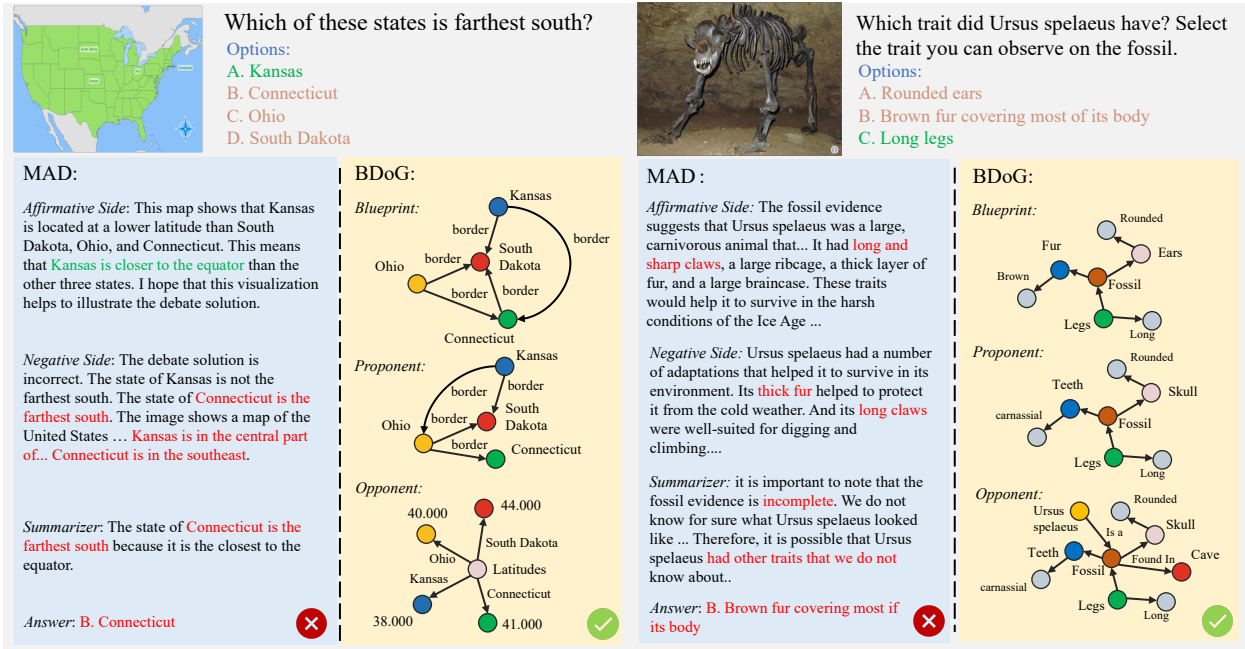 Which of these states is farthest south?
Options:
A. Kansas
B. Connecticut
C. Ohio
D. South Dakota
MAD:
Affirmative Side: This map shows that Kansas
is located at a lower latitude than South
Dakota, Ohio, and Connecticut. This means
that Kansas is closer to the equator than the
other three states. I hope that this visualization
helps to illustrate the debate solution.
Negative Side: The debate solution is
incorrect. The state of Kansas is not the
farthest south. The state of Connecticut is the
farthest south. The image shows a map of the
United States … Kansas is in the central part
of... Connecticut is in the southeast.
Summarizer: The state of Connecticut is the
farthest south because it is the closest to the
equator.
Answer: B. Connecticut
BDoG:
Blueprint:
Kansas
border
border
South
Dakota
Ohio
border
border
border
Connecticut
Proponent:
Kansas
border
border
South
Dakota
Ohio
border
border
Connecticut
Opponent:
40.000
44.000
South Dakota
Ohio
Latitudes
Kansas
Connecticut
38.000
41.000
Which trait did Ursus spelaeus have? Select
the trait you can observe on the fossil.
Options:
A. Rounded ears
B. Brown fur covering most of its body
C. Long legs
MAD :
Affirmative Side: The fossil evidence
suggests that Ursus spelaeus was a large,
carnivorous animal that... It had long and
sharp claws, a large ribcage, a thick layer of
fur, and a large braincase. These traits
would help it to survive in the harsh
conditions of the Ice Age ...
Negative Side: Ursus spelaeus had a number
of adaptations that helped it to survive in its
environment. Its thick fur helped to protect
it from the cold weather. And its long claws
were well-suited for digging and
climbing....
Summarizer: it is important to note that the
fossil evidence is incomplete. We do not
know for sure what Ursus spelaeus looked
like ... Therefore, it is possible that Ursus
spelaeus had other traits that we do not
know about..
Answer: B. Brown fur covering most if
its body
BDoG:
Blueprint:
Rounded
Fur
Ears
Brown
Fossil
Legs
Long
Proponent:
Rounded
Teeth
Skull
carnassial
Fossil
Legs
Long
Opponent:
Rounded
Ursus
spelaeus
Is a
Skull
Teeth
Found In
Cave
Fossil
carnassial
Legs
Long